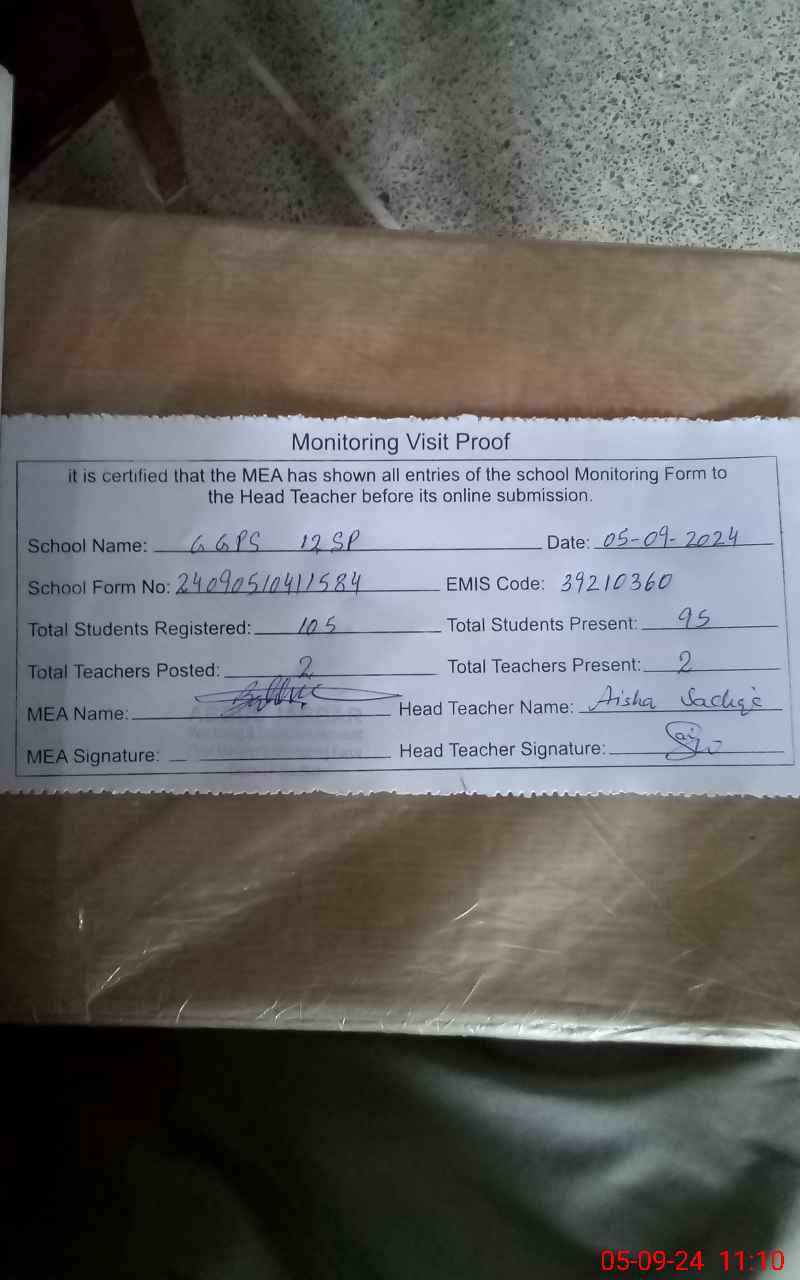 Monitoring Visit Proof
it is certified that the MEA has shown all entries of the school Monitoring Form to
the Head Teacher before its online submission.
School Name: GGPS 12 SP Date: 05-09-2024
School Form No: 24090510411584 EMIS Code: 39210360
Total Students Registered: 105 Total Students Present: 95
Total Teachers Posted: 2 Total Teachers Present: 2
MEA Name: Head Teacher Name: Aisha
MEA Signature: Head Teacher Signature:
05-09-24 11:10